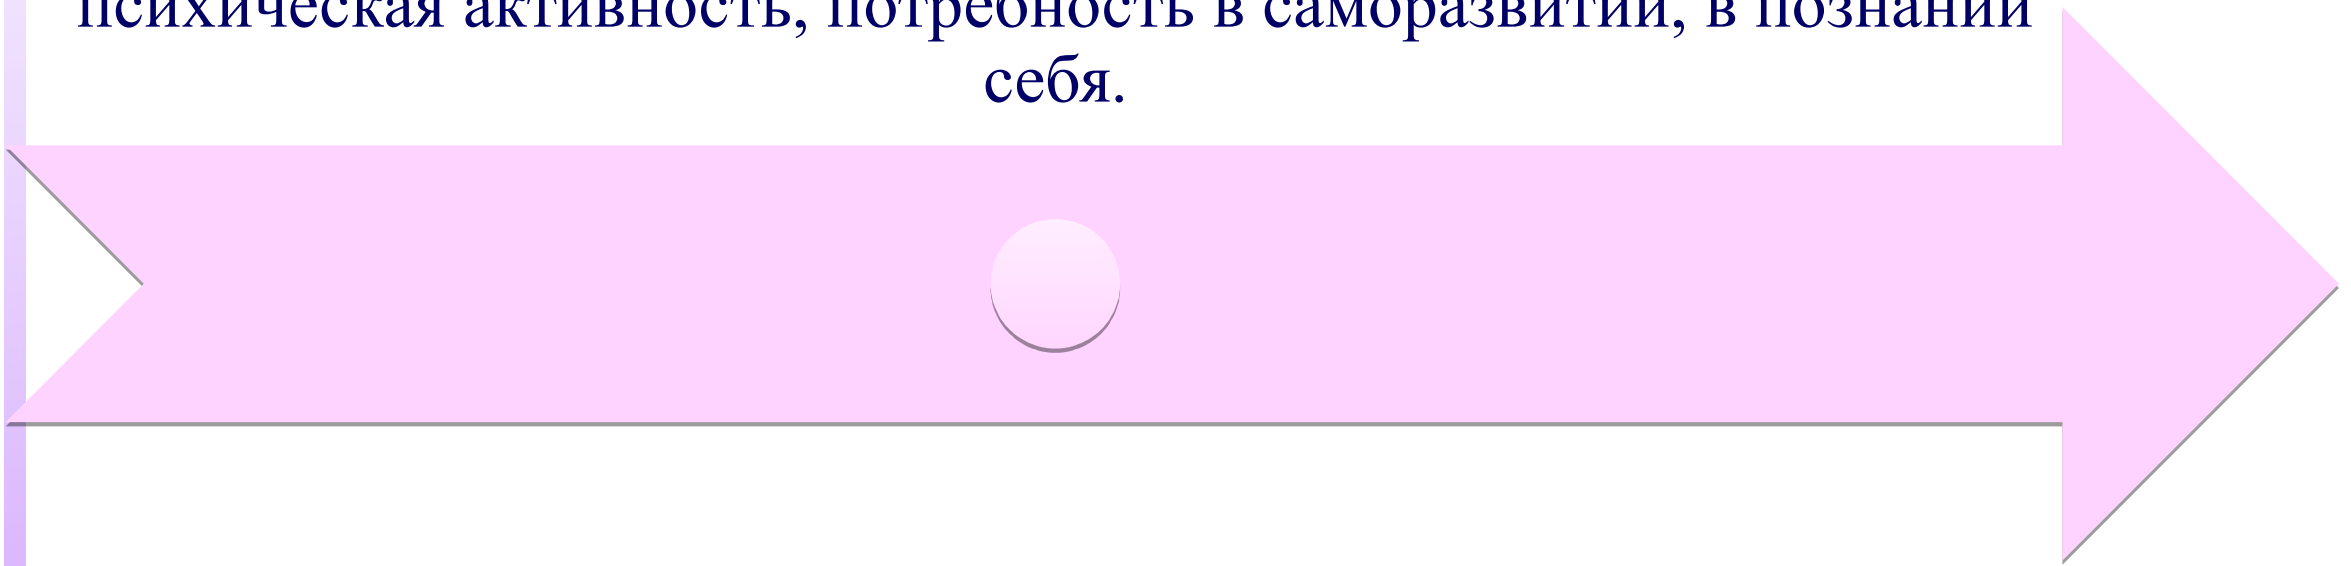 психическая активность, потребность в саморазвитии, в познании
себя.